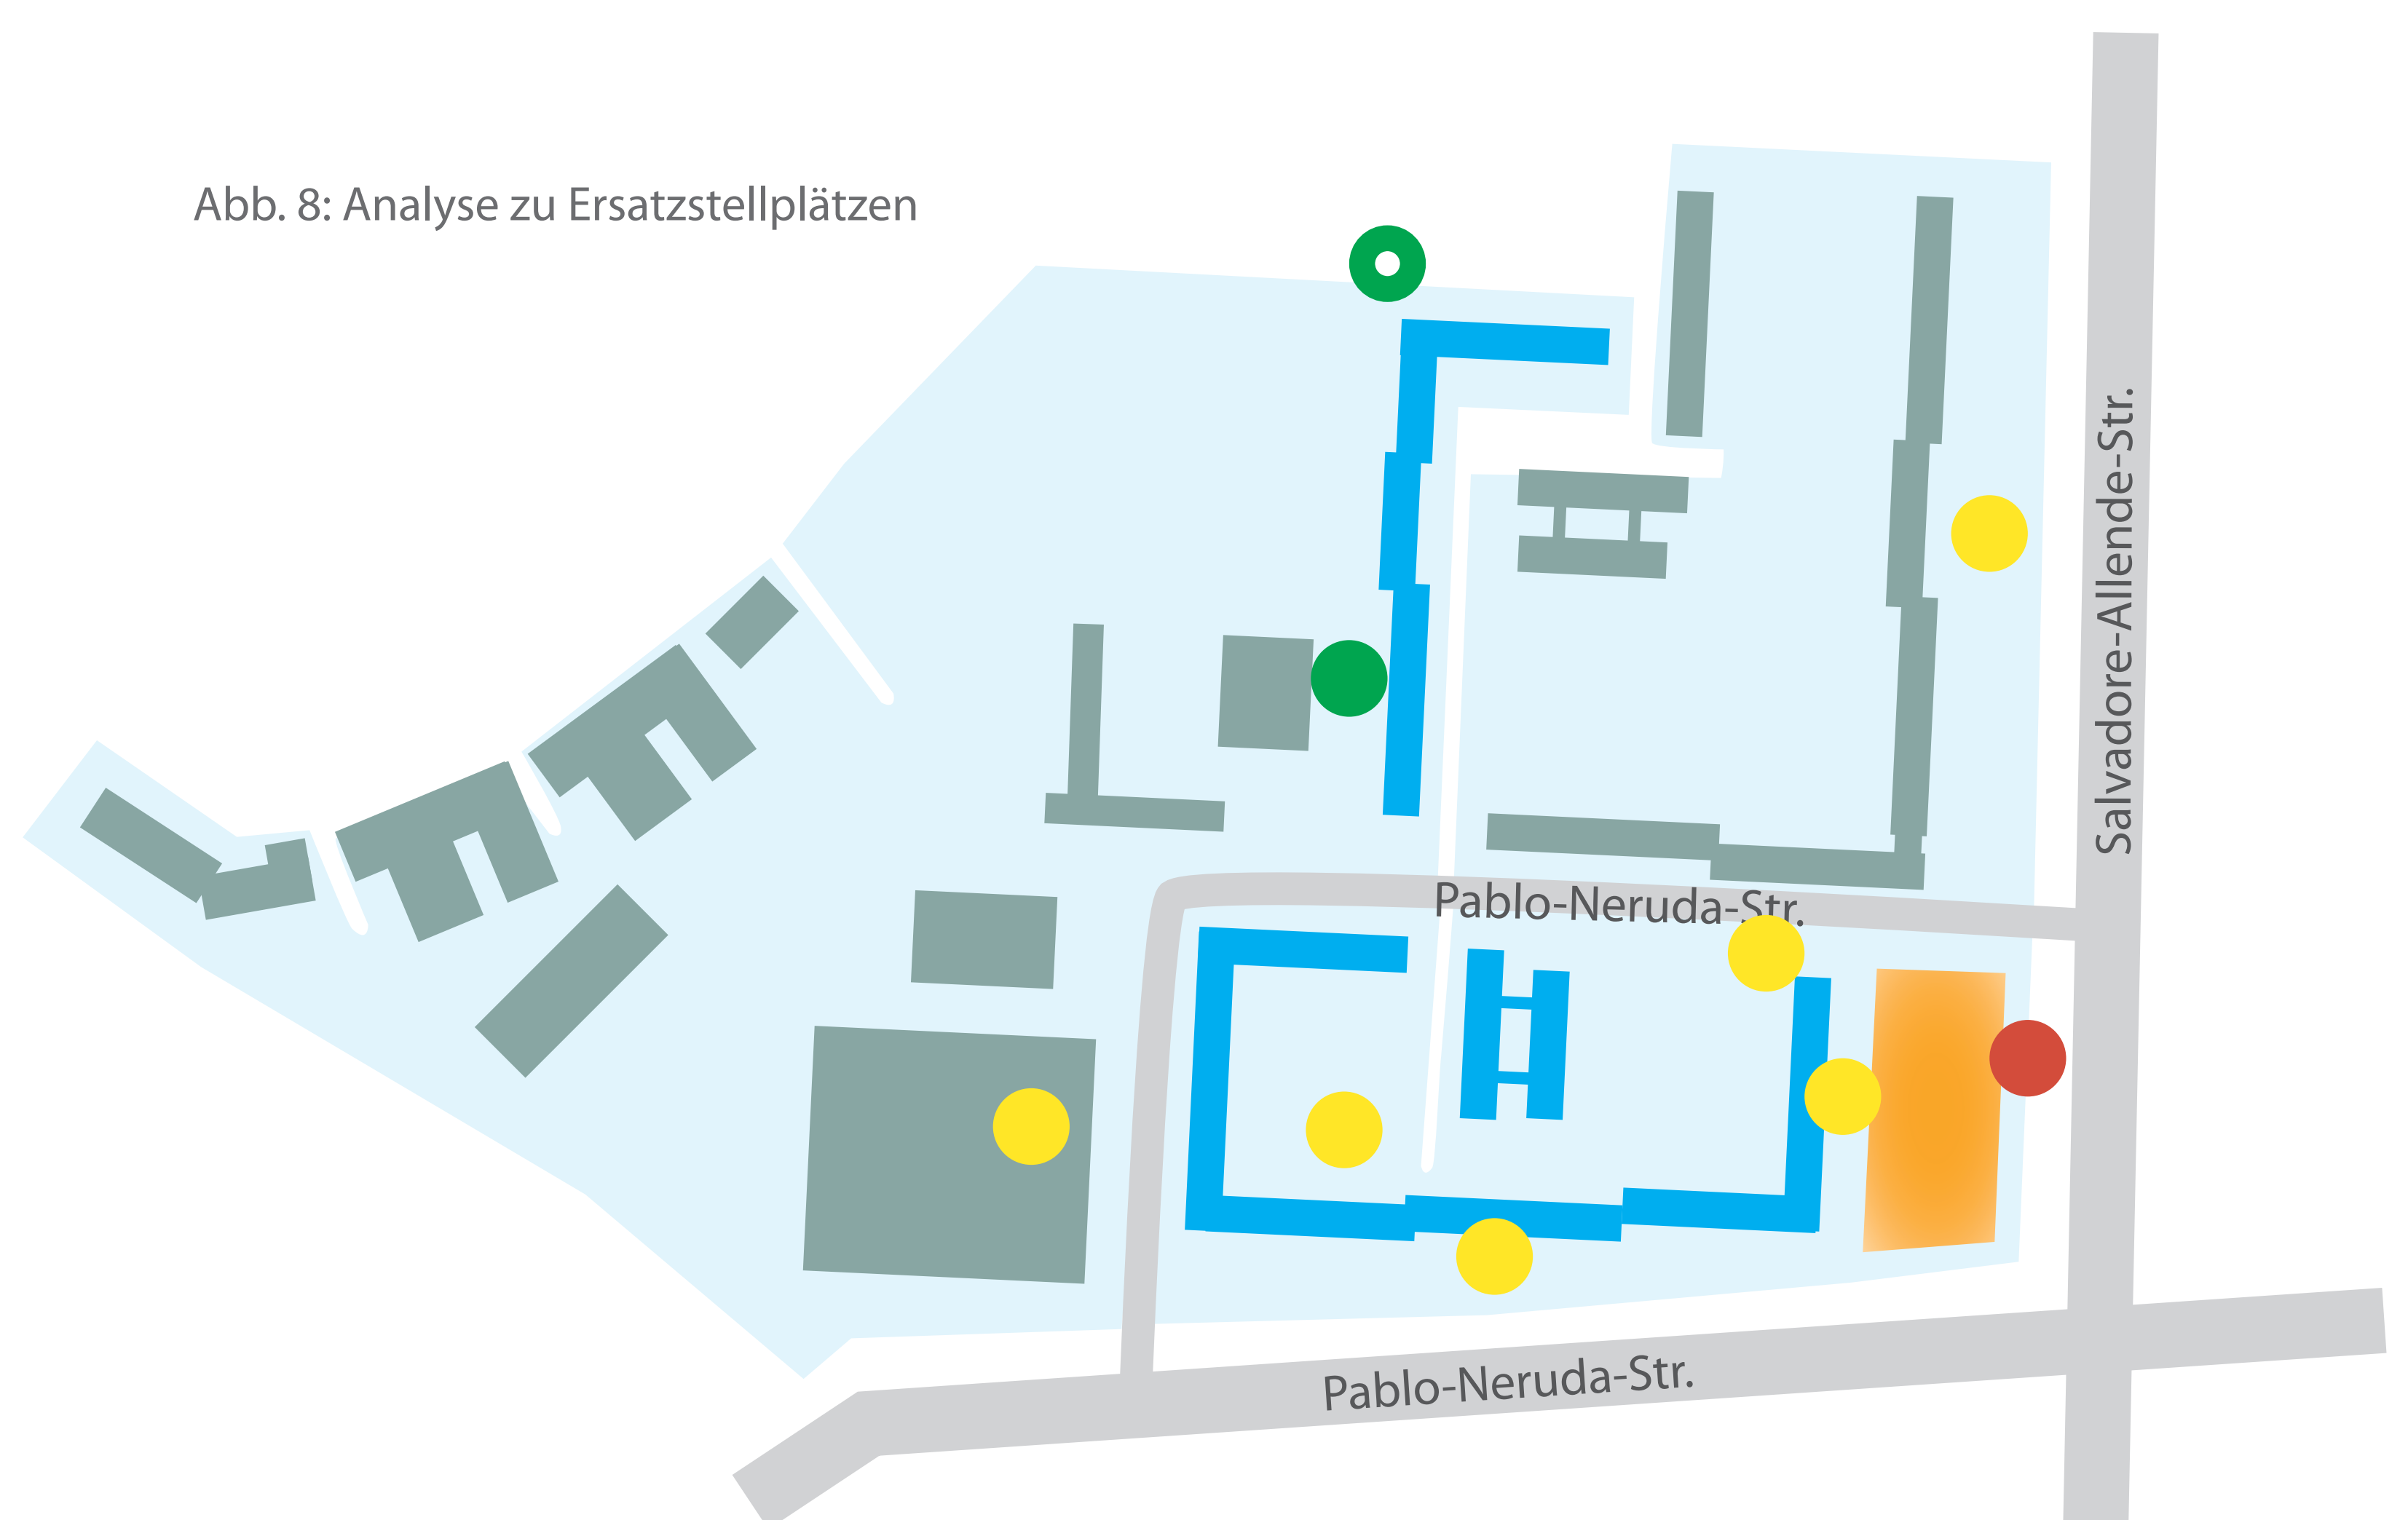 Abb. 8: Analyse zu Ersatzstellplätzen
Salvadore-Allende-Str.
Pablo-Neruda-Str.
Pablo-Neruda-Str.